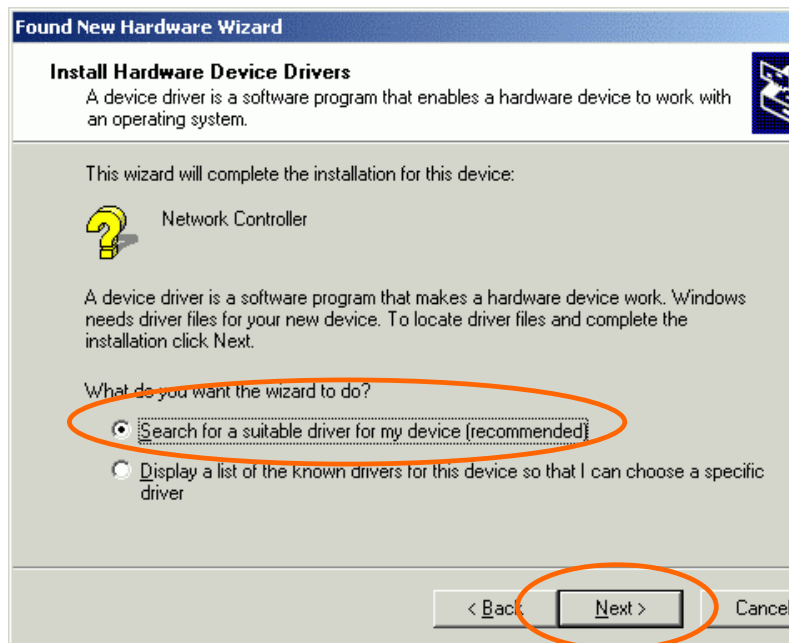 Found New Hardware Wizard
Install Hardware Device Drivers
A device driver is a software program that enables a hardware device to work with
an operating system.
This wizard will complete the installation for this device:
Network Controller
A device driver is a software program that makes a hardware device work. Windows
needs driver files for your new device. To locate driver files and complete the
installation click Next.
What do you want the wizard to do?
Search for a suitable driver for my device (recommended)
Display a list of the known drivers for this device so that I can choose a specific
driver
< Back
Next >
Cancel